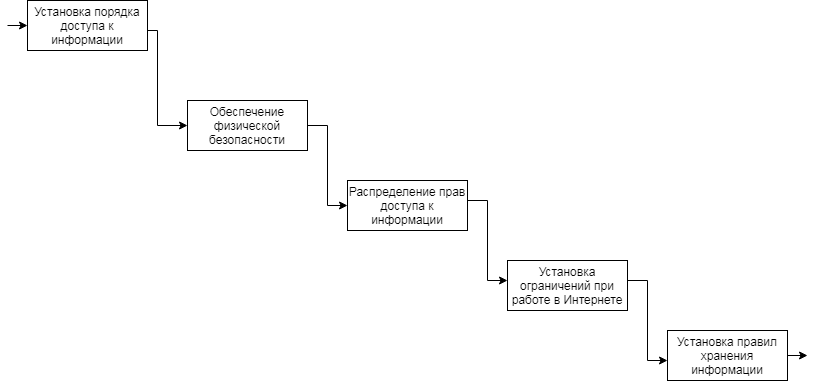 Установка порядка
доступа к
информации
Обеспечение
физической
безопасности
Распределение прав
доступа к
информации
Установка
ограничений при
работе в Интернете
Установка правил
хранения
информации